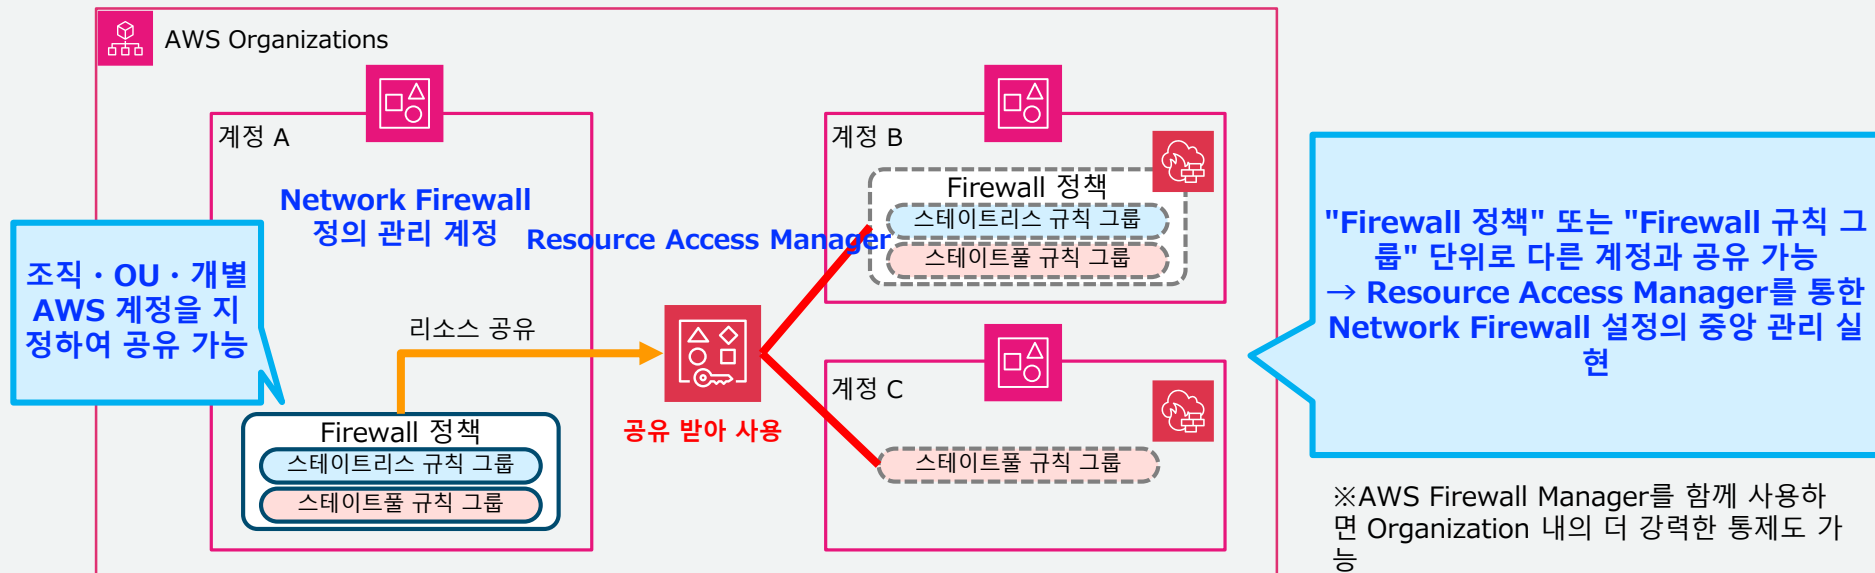 AWS Organizations
계정 A
Network Firewall
정의 관리 계정
Resource Access Manager
조직・OU・개별
AWS 계정을 지
정하여 공유 가능
리소스 공유
Firewall 정책
스테이트리스 규칙 그룹
스테이트풀 규칙 그룹
공유 받아 사용
계정 B
Firewall 정책
스테이트리스 규칙 그룹
스테이트풀 규칙 그룹
계정 C
스테이트풀 규칙 그룹
"Firewall 정책" 또는 "Firewall 규칙 그
룹" 단위로 다른 계정과 공유 가능
→ Resource Access Manager를 통한
Network Firewall 설정의 중앙 관리 실
현
※AWS Firewall Manager를 함께 사용하
면 Organization 내의 더 강력한 통제도 가
능